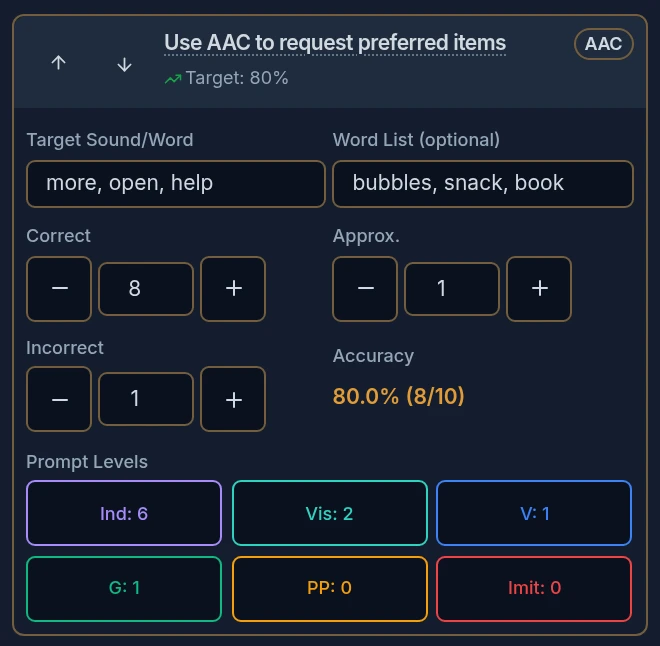 Use AAC to request preferred items
AAC
Target: 80%
Target Sound/Word
Word List (optional)
more, open, help
bubbles, snack, book
Correct
Approx.
− 8 +
− 1 +
Incorrect
Accuracy
− 1 +
80.0% (8/10)
Prompt Levels
Ind: 6
Vis: 2
V: 1
G: 1
PP: 0
Imit: 0